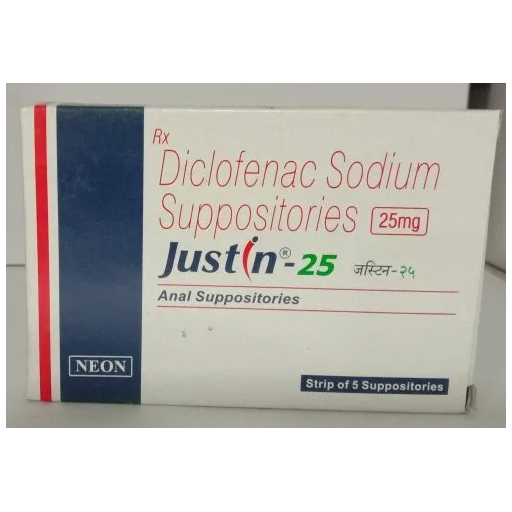 Rx
Diclofenac Sodium
Suppositories 25mg
Justin®-25 जस्टिन-२५
Anal Suppositories
NEON
Strip of 5 Suppositories